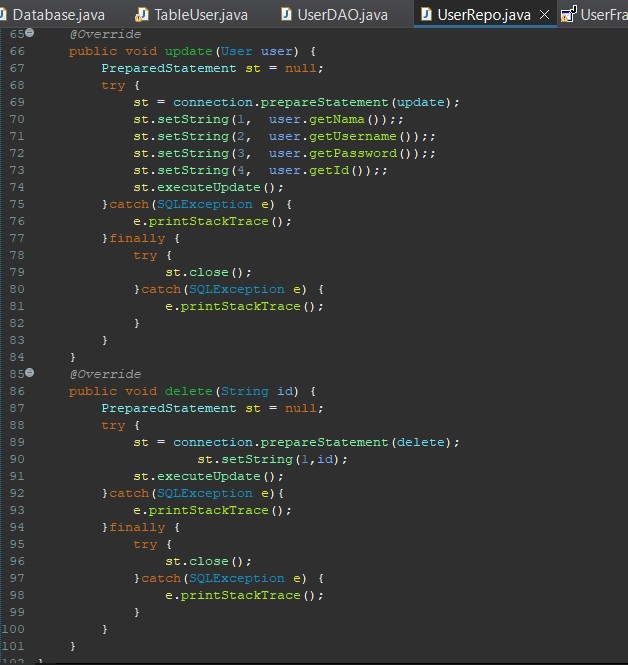 Database.java TableUser.java UserDAO.java UserRepo.java UserFra
65 @Override
66 public void update(User user) {
67 PreparedStatement st = null;
68 try {
69 st = connection.prepareStatement(update);
70 st.setString(1, user.getNama());;
71 st.setString(2, user.getUsername());;
72 st.setString(3, user.getPassword());;
73 st.setString(4, user.getId());;
74 st.executeUpdate();
75 }catch(SQLException e) {
76 e.printStackTrace();
77 }finally {
78 try {
79 st.close();
80 }catch(SQLException e) {
81 e.printStackTrace();
82 }
83 }
84 }
85 @Override
86 public void delete(String id) {
87 PreparedStatement st = null;
88 try {
89 st = connection.prepareStatement(delete);
90 st.setString(1,id);
91 st.executeUpdate();
92 }catch(SQLException e){
93 e.printStackTrace();
94 }finally {
95 try {
96 st.close();
97 }catch(SQLException e) {
98 e.printStackTrace();
99 }
100 }
101 }
102 }